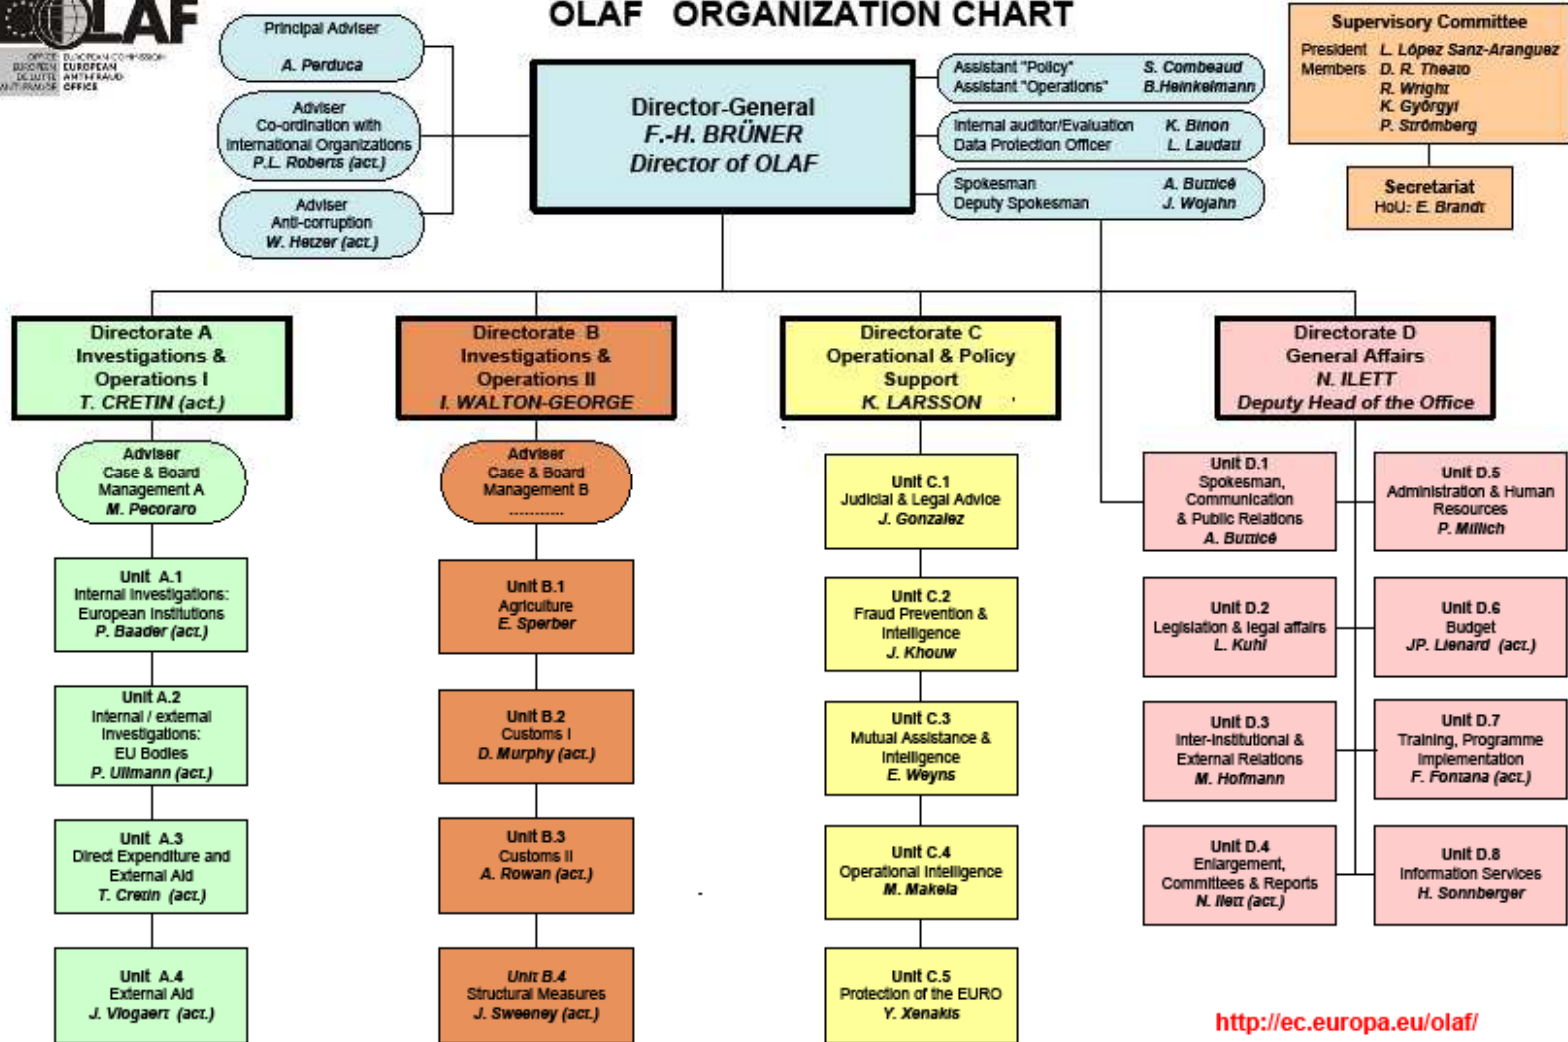 OLAF
OFFICE EUROPÉEN DE LUTTE ANTI-FRAUDE
EUROPEAN COMMISSION
EUROPEAN
ANTI-FRAUD
OFFICE
OLAF ORGANIZATION CHART
Principal Adviser
A. Perduca
Adviser
Co-ordination with
International Organizations
P.L. Roberts (act.)
Adviser
Anti-corruption
W. Hetzer (act.)
Director-General
F.-H. BRÜNER
Director of OLAF
Assistant "Policy" S. Combeaud
Assistant "Operations" B.Heinkelmann
Internal auditor/Evaluation K. Binon
Data Protection Officer L. Laudati
Spokesman A. Butticé
Deputy Spokesman J. Wojahn
Supervisory Committee
President L. López Sanz-Aranguez
Members D. R. Theato
R. Wright
K. Györgyi
P. Strömberg
Secretariat
HoU: E. Brandt
Directorate A
Investigations &
Operations I
T. CRETIN (act.)
Adviser
Case & Board
Management A
M. Pecoraro
Unit A.1
Internal Investigations:
European Institutions
P. Baader (act.)
Unit A.2
Internal / external
Investigations:
EU Bodies
P. Ullmann (act.)
Unit A.3
Direct Expenditure and
External Aid
T. Cretin (act.)
Unit A.4
External Aid
J. Vlogaert (act.)
Directorate B
Investigations &
Operations II
I. WALTON-GEORGE
Adviser
Case & Board
Management B
-----------
Unit B.1
Agriculture
E. Sperber
Unit B.2
Customs I
D. Murphy (act.)
Unit B.3
Customs II
A. Rowan (act.)
Unit B.4
Structural Measures
J. Sweeney (act.)
Directorate C
Operational & Policy
Support
K. LARSSON
Unit C.1
Judicial & Legal Advice
J. Gonzalez
Unit C.2
Fraud Prevention &
Intelligence
J. Khouw
Unit C.3
Mutual Assistance &
Intelligence
E. Weyns
Unit C.4
Operational Intelligence
M. Makela
Unit C.5
Protection of the EURO
Y. Xenakis
Directorate D
General Affairs
N. ILETT
Deputy Head of the Office
Unit D.1
Spokesman,
Communication
& Public Relations
A. Butticé
Unit D.2
Legislation & legal affairs
L. Kuhl
Unit D.3
Inter-Institutional &
External Relations
M. Hofmann
Unit D.4
Enlargement,
Committees & Reports
N. Ilett (act.)
Unit D.5
Administration & Human
Resources
P. Millich
Unit D.6
Budget
JP. Lienard (act.)
Unit D.7
Training, Programme
Implementation
F. Fontana (act.)
Unit D.8
Information Services
H. Sonnberger
http://ec.europa.eu/olaf/